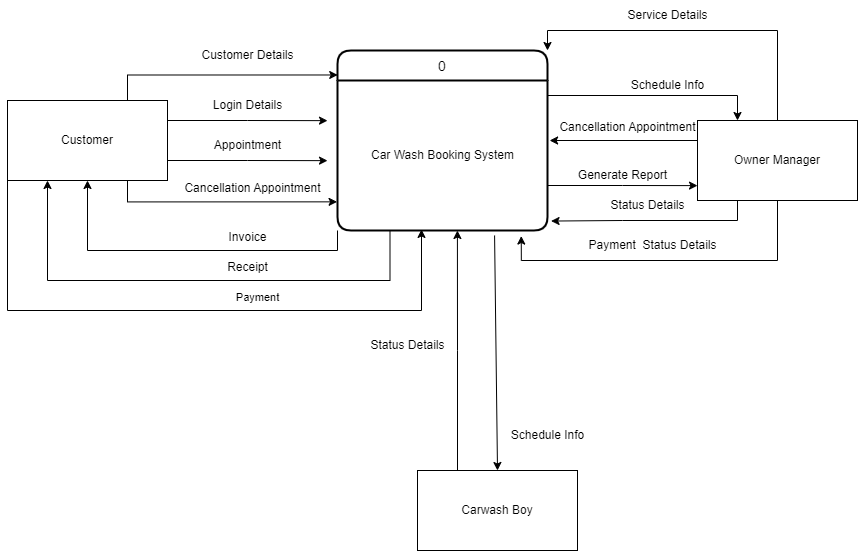 Service Details
Customer Details
0
Schedule Info
Login Details
Cancellation Appointment
Customer
Appointment
Car Wash Booking System
Owner Manager
Generate Report
Cancellation Appointment
Status Details
Invoice
Payment  Status Details
Receipt
Payment
Status Details
Schedule Info
Carwash Boy